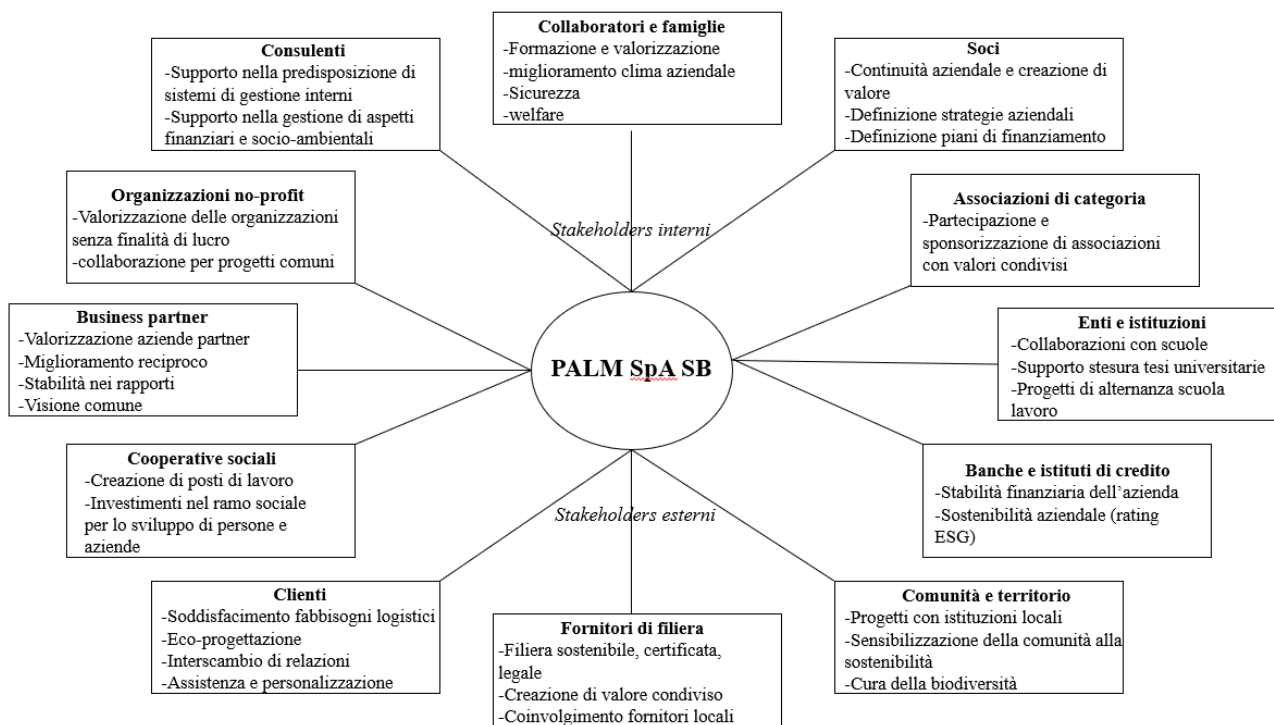 Collaboratori e famiglie
-Formazione e valorizzazione
-miglioramento clima aziendale
-Sicurezza
-welfare
Consulenti
-Supporto nella predisposizione di
sistemi di gestione interni
-Supporto nella gestione di aspetti
finanziari e socio-ambientali
Soci
-Continuità aziendale e creazione di
valore
-Definizione strategie aziendali
-Definizione piani di finanziamento
Organizzazioni no-profit
-Valorizzazione delle organizzazioni
senza finalità di lucro
-collaborazione per progetti comuni
Stakeholders interni
Associazioni di categoria
-Partecipazione e
sponsorizzazione di associazioni
con valori condivisi
Business partner
-Valorizzazione aziende partner
-Miglioramento reciproco
-Stabilità nei rapporti
-Visione comune
PALM SpA SB
Enti e istituzioni
-Collaborazioni con scuole
-Supporto stesura tesi universitarie
-Progetti di alternanza scuola
lavoro
Cooperative sociali
-Creazione di posti di lavoro
-Investimenti nel ramo sociale
per lo sviluppo di persone e
aziende
Stakeholders esterni
Banche e istituti di credito
-Stabilità finanziaria dell’azienda
-Sostenibilità aziendale (rating
ESG)
Clienti
-Soddisfacimento fabbisogni logistici
-Eco-progettazione
-Interscambio di relazioni
-Assistenza e personalizzazione
Fornitori di filiera
-Filiera sostenibile, certificata,
legale
-Creazione di valore condiviso
-Coinvolgimento fornitori locali
Comunità e territorio
-Progetti con istituzioni locali
-Sensibilizzazione della comunità alla
sostenibilità
-Cura della biodiversità